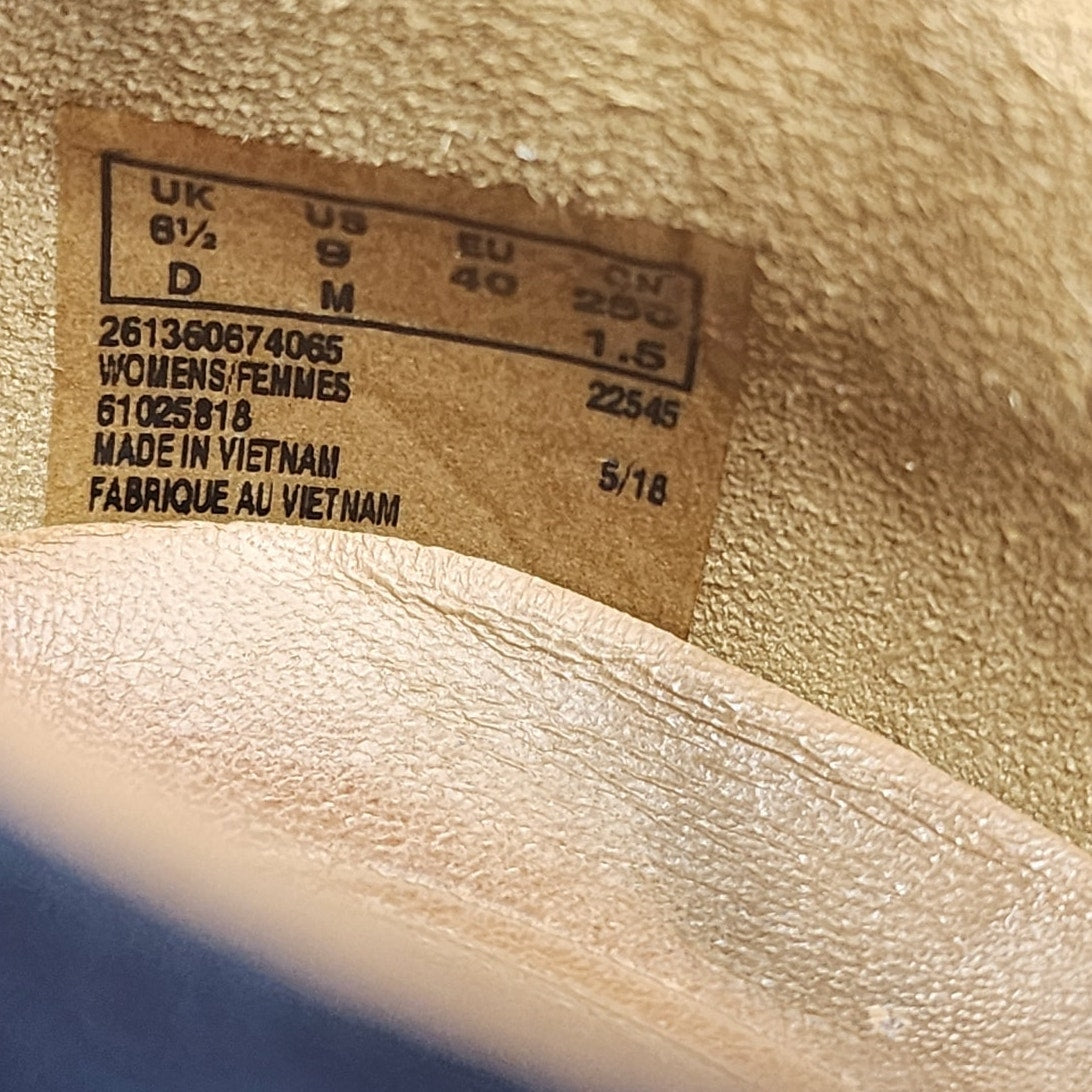 UK US EU CN
6½ 9 40
D M 1.5
261360674065 22545
WOMENS/FEMMES
61025818
MADE IN VIETNAM 5/18
FABRIQUE AU VIETNAM